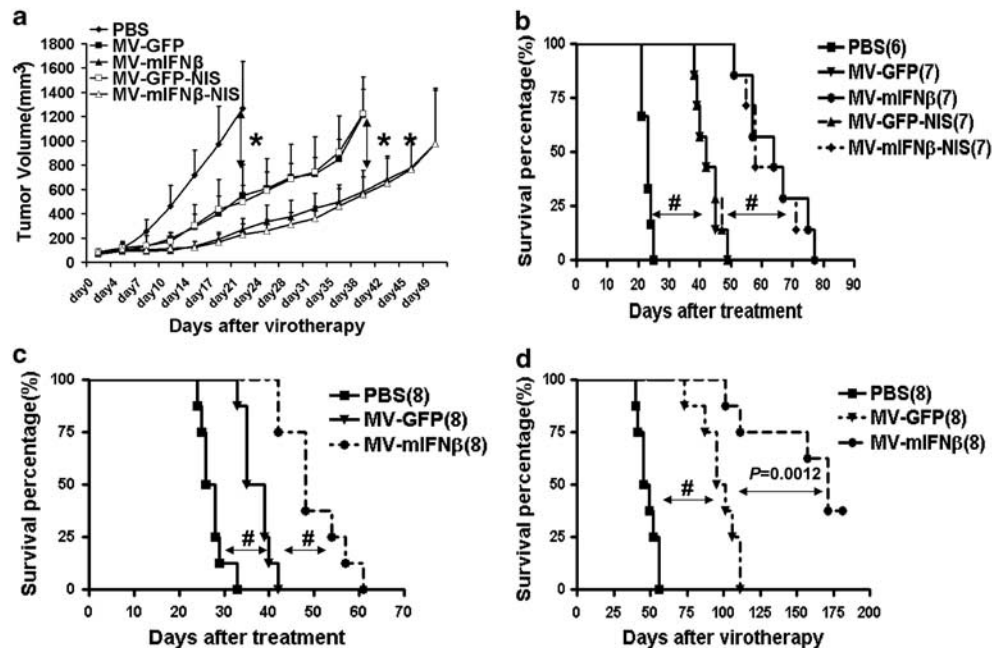 a
PBS
MV-GFP
MV-mIFNβ
MV-GFP-NIS
MV-mIFNβ-NIS
Tumor Volume(mm³)
1800
1600
1400
1200
1000
800
600
400
200
0
* * *
day0 day4 day7 day10 day14 day15 day18 day21 day24 day28 day31 day35 day38 day42 day45 day49
Days after virotherapy
b
PBS(6)
MV-GFP(7)
MV-mIFNβ(7)
MV-GFP-NIS(7)
MV-mIFNβ-NIS(7)
Survival percentage(%)
100
75
50
25
0
# #
0 10 20 30 40 50 60 70 80 90
Days after treatment
c
PBS(8)
MV-GFP(8)
MV-mIFNβ(8)
Survival percentage(%)
100
75
50
25
0
# #
0 10 20 30 40 50 60 70
Days after treatment
d
PBS(8)
MV-GFP(8)
MV-mIFNβ(8)
Survival percentage(%)
100
75
50
25
0
#
P=0.0012
0 25 50 75 100 125 150 175 200
Days after virotherapy